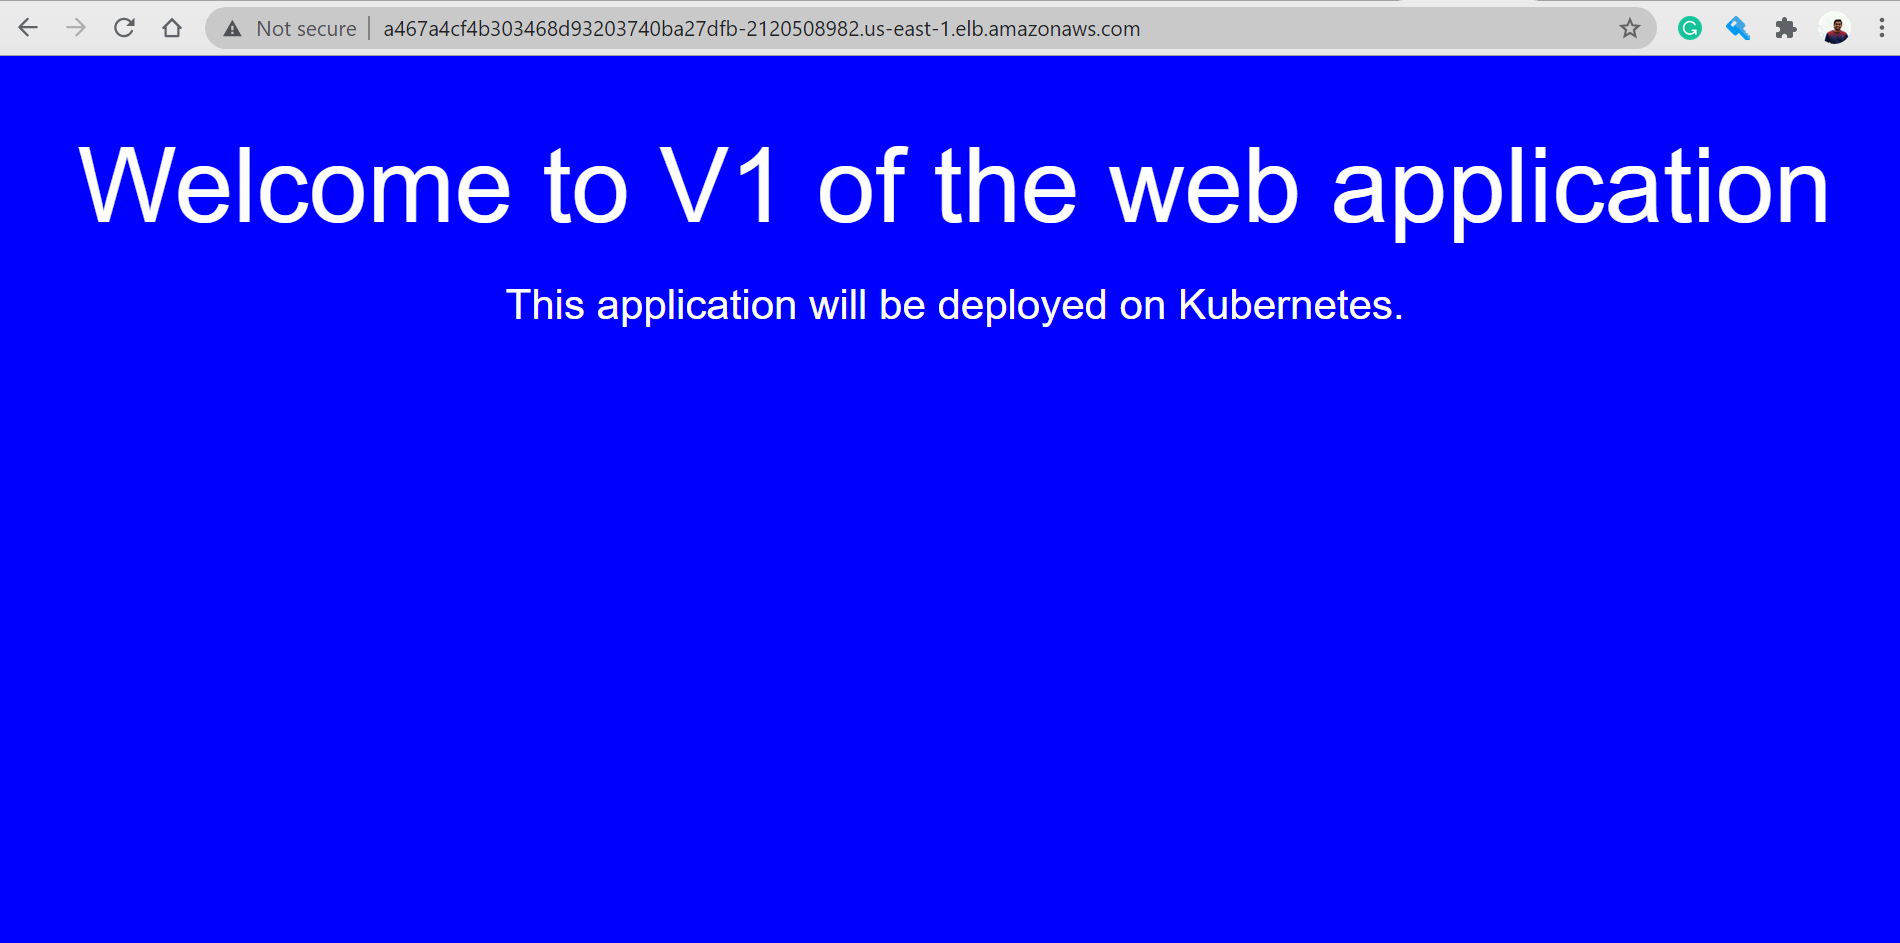 Not secure a467a4cf4b303468d93203740ba27dfb-2120508982.us-east-1.elb.amazonaws.com
Welcome to V1 of the web application
This application will be deployed on Kubernetes.